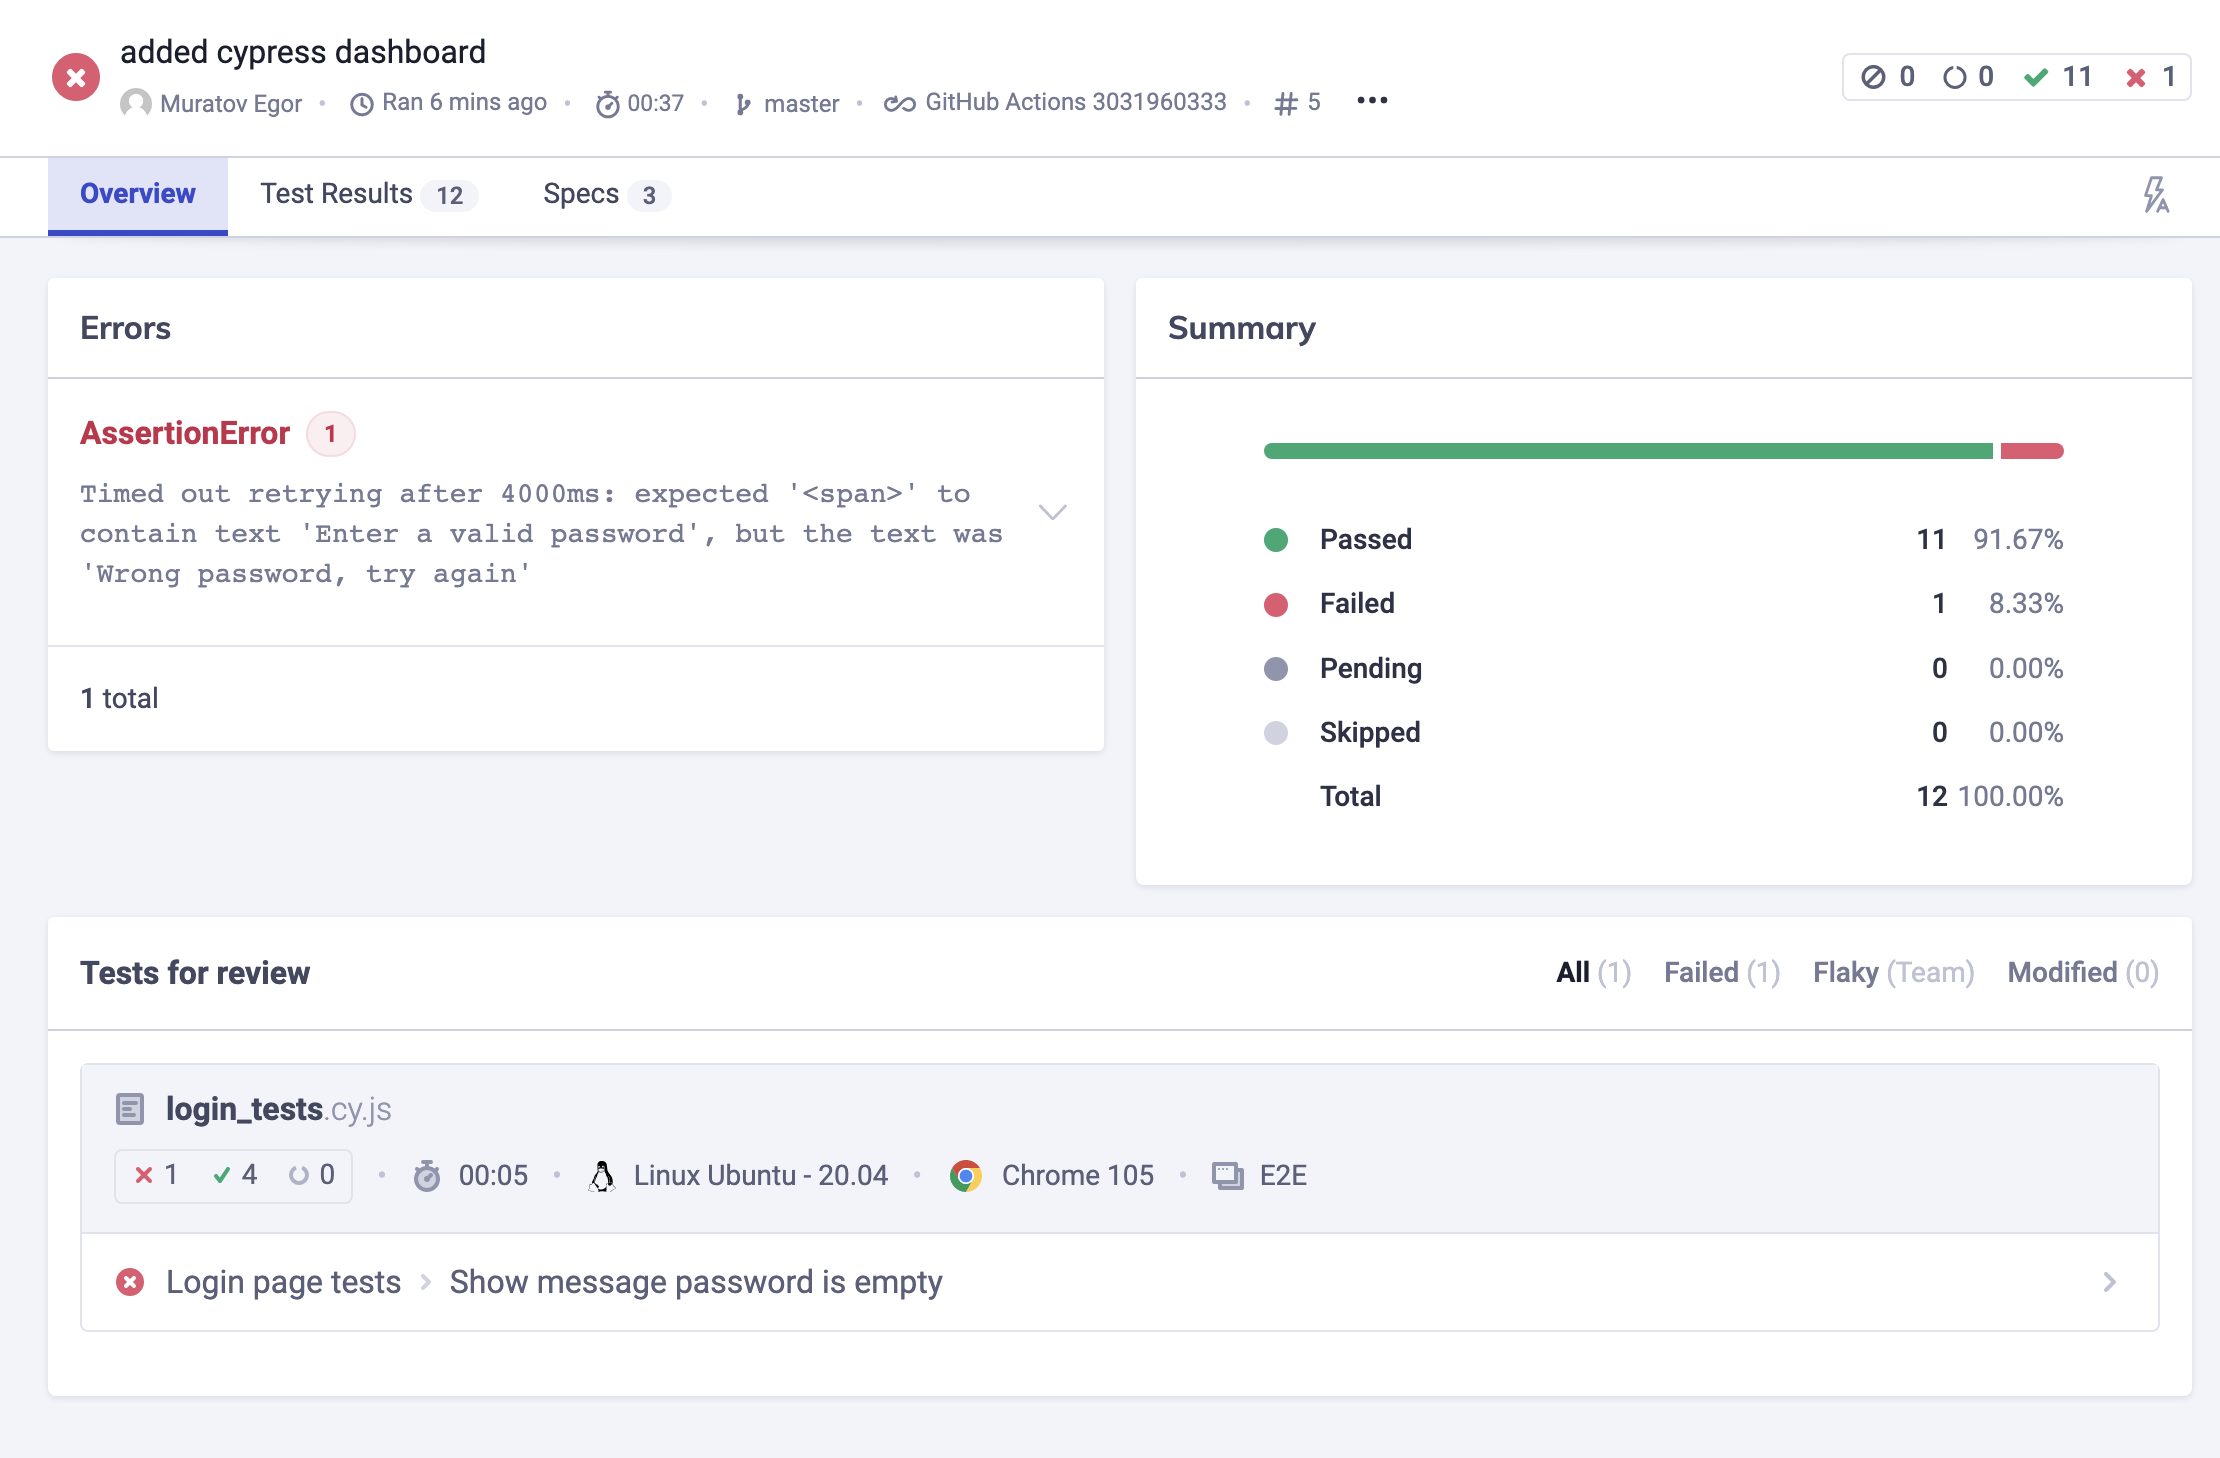 added cypress dashboard
Muratov Egor • Ran 6 mins ago • 00:37 • master • GitHub Actions 3031960333 • # 5 •••
0 0 11 1
Overview Test Results 12 Specs 3
A
Errors
AssertionError 1
Timed out retrying after 4000ms: expected '<span>' to
contain text 'Enter a valid password', but the text was
'Wrong password, try again'
1 total
Summary
Passed 11 91.67%
Failed 1 8.33%
Pending 0 0.00%
Skipped 0 0.00%
Total 12 100.00%
Tests for review
All (1) Failed (1) Flaky (Team) Modified (0)
login_tests.cy.js
1 4 0 • 00:05 • Linux Ubuntu - 20.04 • Chrome 105 • E2E
Login page tests > Show message password is empty